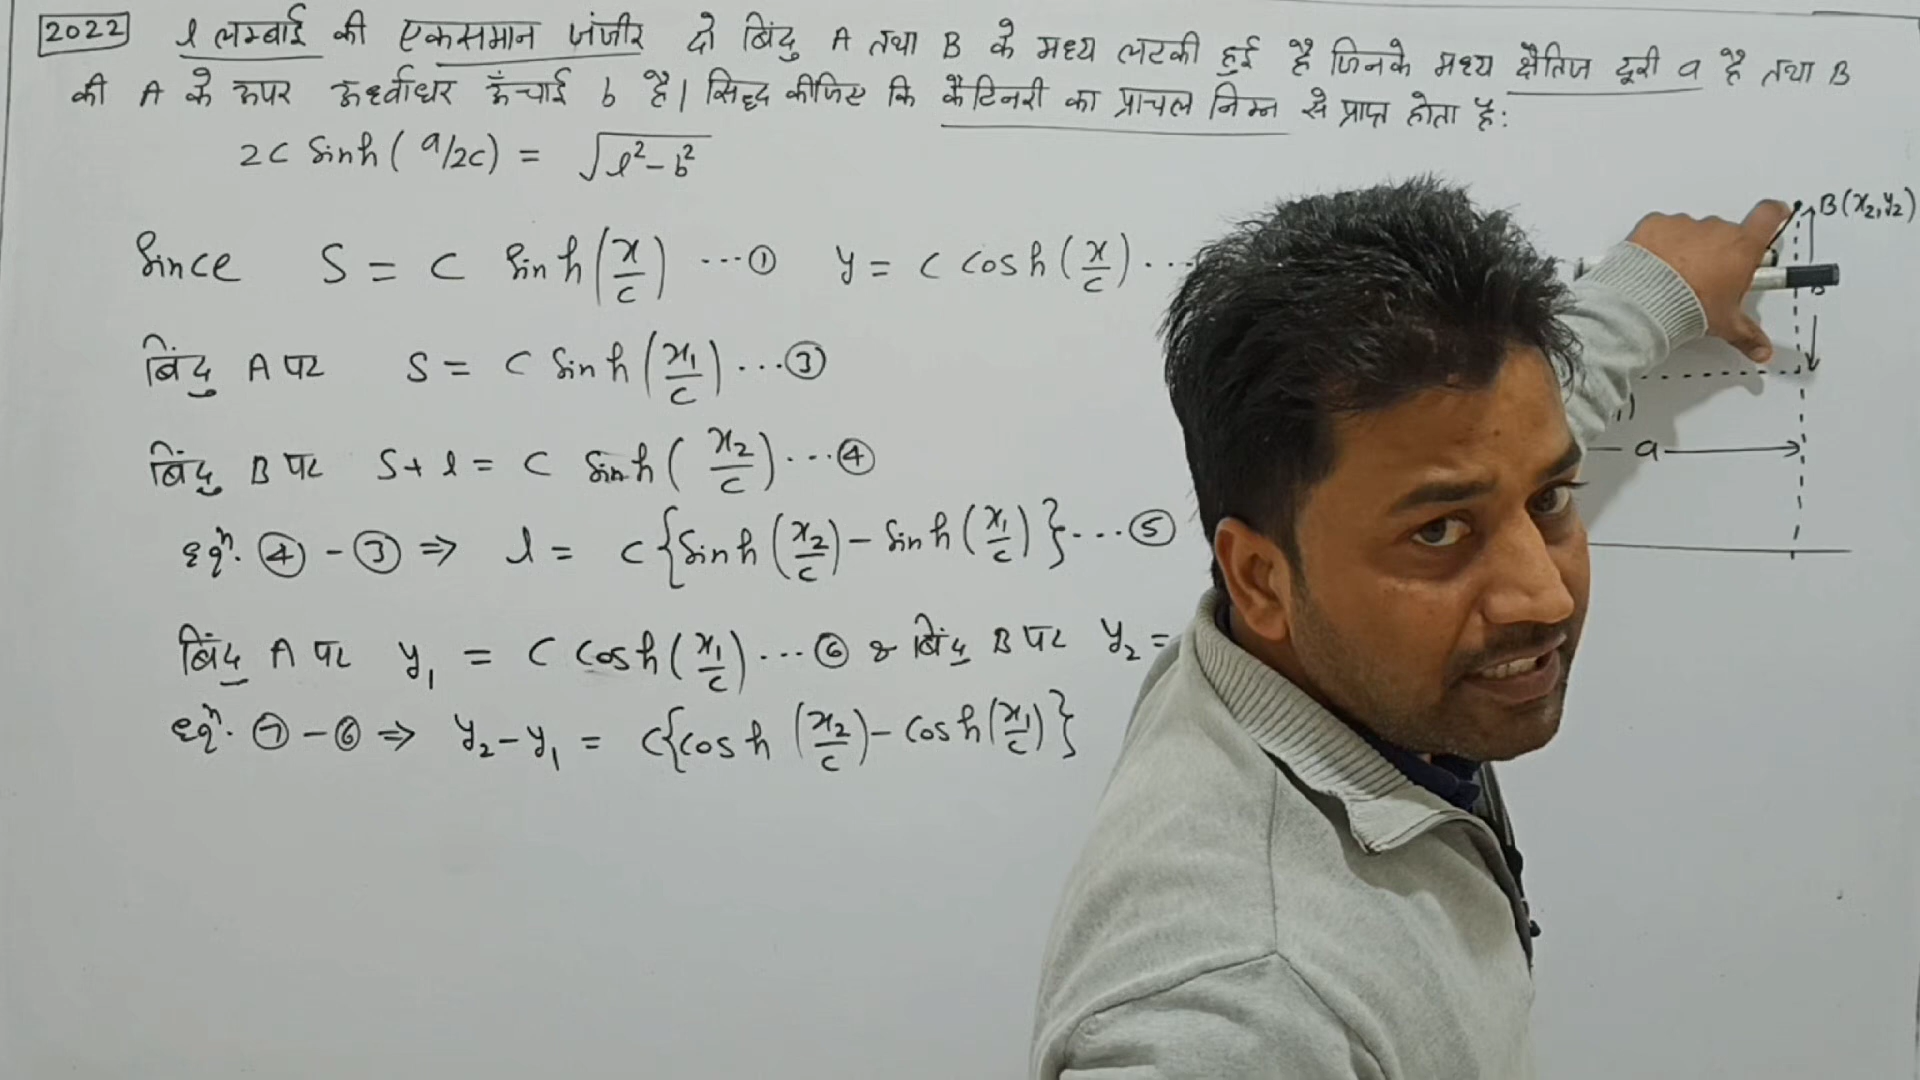 2022 l लम्बाई की एकसमान जंजीर दो बिंदु A तथा B के मध्य लटकी हुई है जिनके मध्य क्षैतिज दूरी a है तथा B
की A के ऊपर ऊर्ध्वाधर ऊँचाई b है। सिद्ध कीजिए कि कैटिनरी का प्राचल निम्न से प्राप्त होता है:
2c Sinh(a/2c) = √(l²-b²)
B(x₂,y₂)
Since S = c Sinh(x/c) ...① y = c Cosh(x/c) ...
बिंदु A पर S = c Sinh(x₁/c) ...③
बिंदु B पर S+l = c Sinh(x₂/c) ...④
a
eqⁿ. ④ - ③ ⇒ l = c{Sinh(x₂/c) - Sinh(x₁/c)} ...⑤
बिंदु A पर y₁ = c Cosh(x₁/c) ...⑥ & बिंदु B पर y₂ =
eqⁿ. ⑦ - ⑥ ⇒ y₂-y₁ = c{Cosh(x₂/c) - Cosh(x₁/c)}